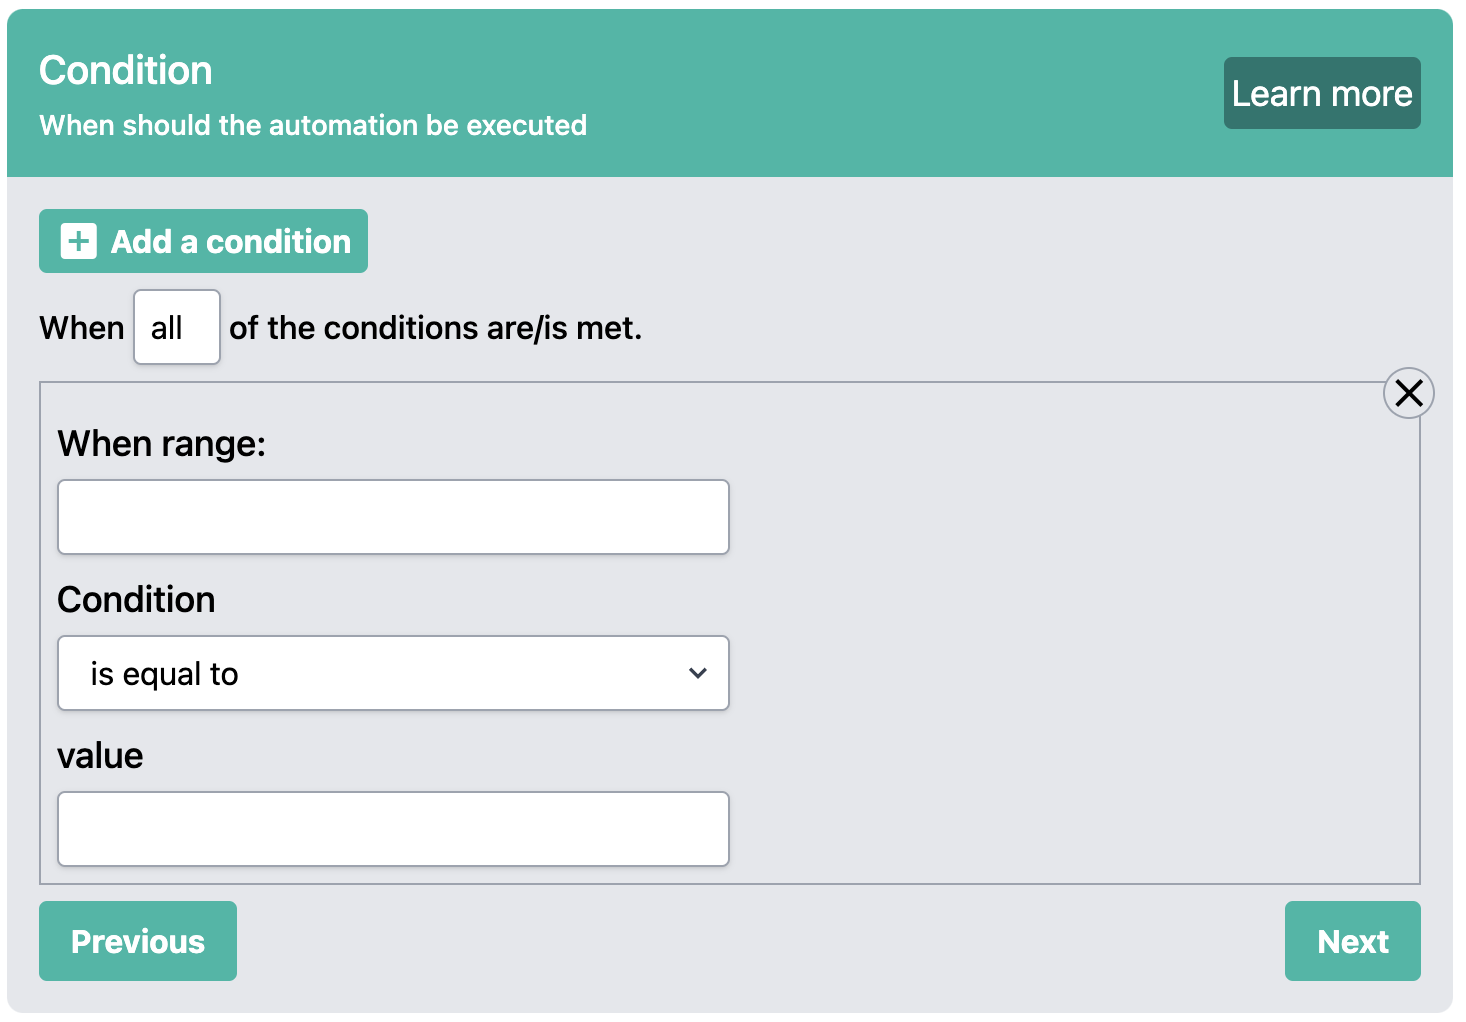 Condition
When should the automation be executed
Learn more
Add a condition
When all of the conditions are/is met.
When range:
Condition
is equal to
value
Previous
Next